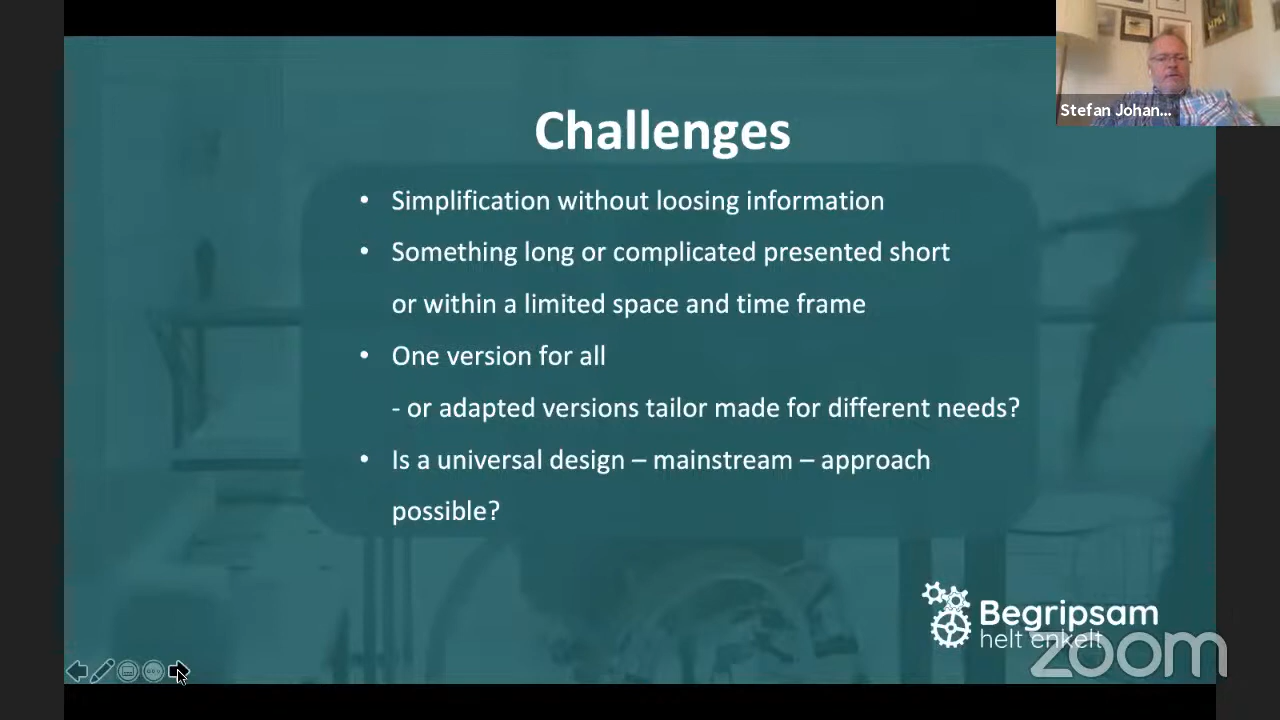 Stefan Johan...
Challenges
• Simplification without loosing information
• Something long or complicated presented short
or within a limited space and time frame
• One version for all
- or adapted versions tailor made for different needs?
• Is a universal design – mainstream – approach
possible?
Begripsam
helt enkelt
zoom